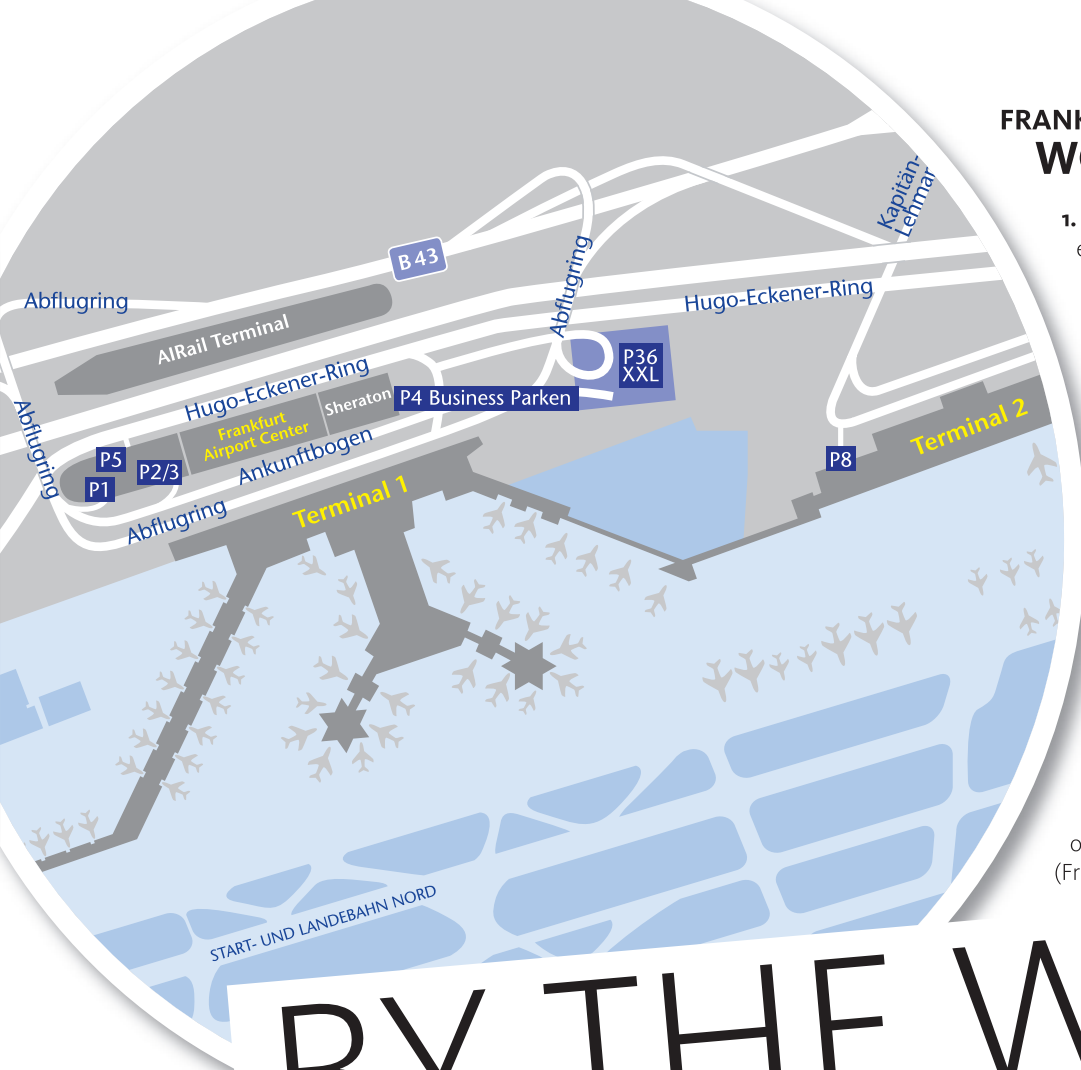 FRANK
Kapitän-
Lehmar
1.
B 43
Abflugring
Abflugring
Hugo-Eckener-Ring
AIRail Terminal
P36
XXL
Hugo-Eckener-Ring
P4 Business Parken
Sheraton
Frankfurt
Airport Center
Abflugring
Terminal 2
P5
P2/3
P1
Ankunftbogen
P8
Terminal 1
Abflugring
(Fr
START- UND LANDEBAHN NORD
BY THE W